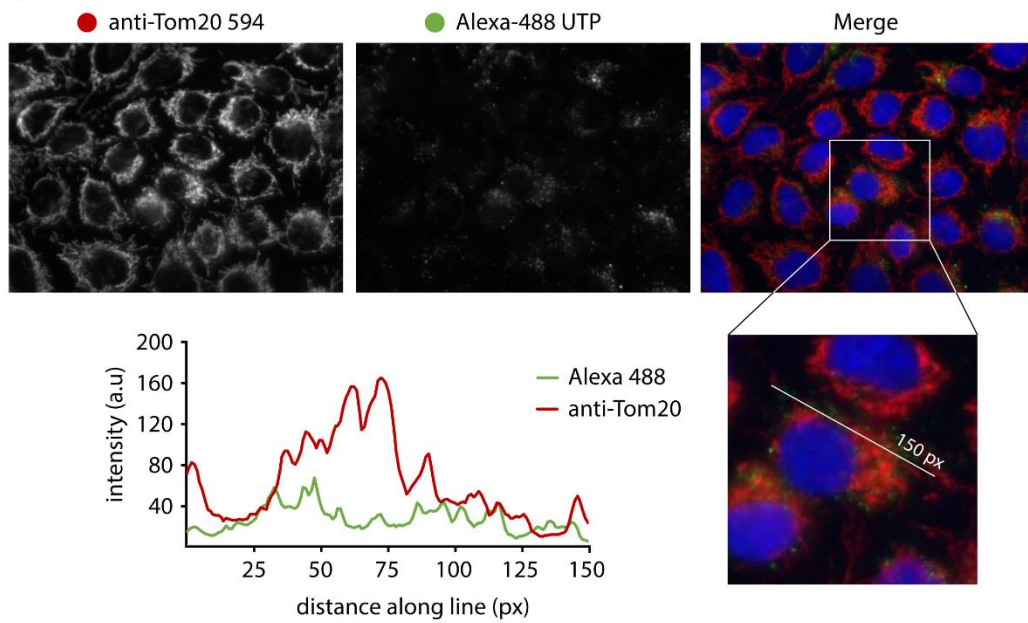 anti-Tom20 594
Alexa-488 UTP
Merge
200
160
120
80
40
intensity (a.u)
Alexa 488
anti-Tom20
25
50
75
100
125
150
distance along line (px)
150 px